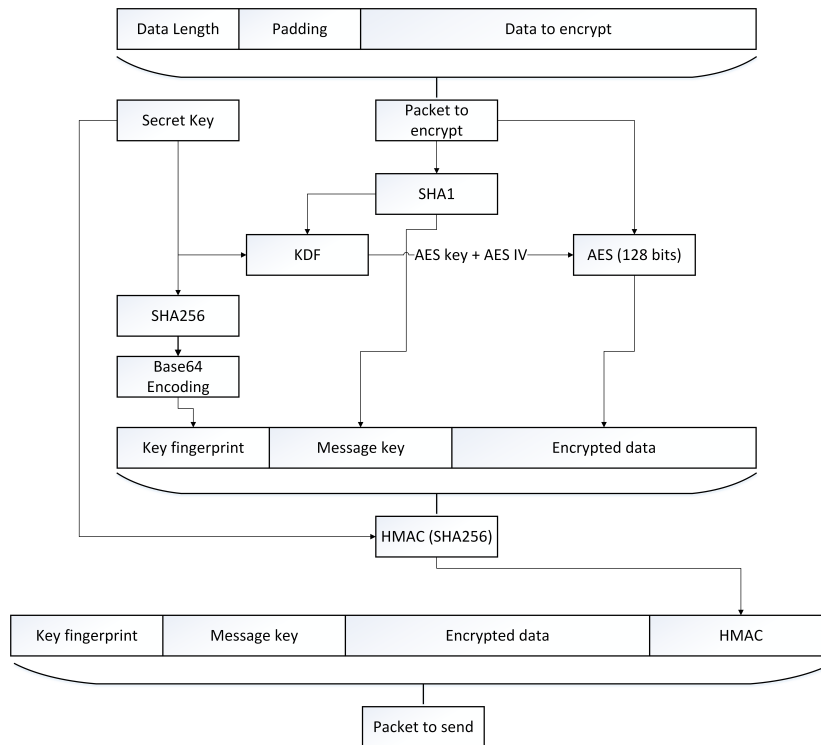 Data Length
Padding
Data to encrypt
Secret Key
Packet to
encrypt
SHA1
KDF
AES key + AES IV
AES (128 bits)
SHA256
Base64
Encoding
Key fingerprint
Message key
Encrypted data
HMAC (SHA256)
Key fingerprint
Message key
Encrypted data
HMAC
Packet to send